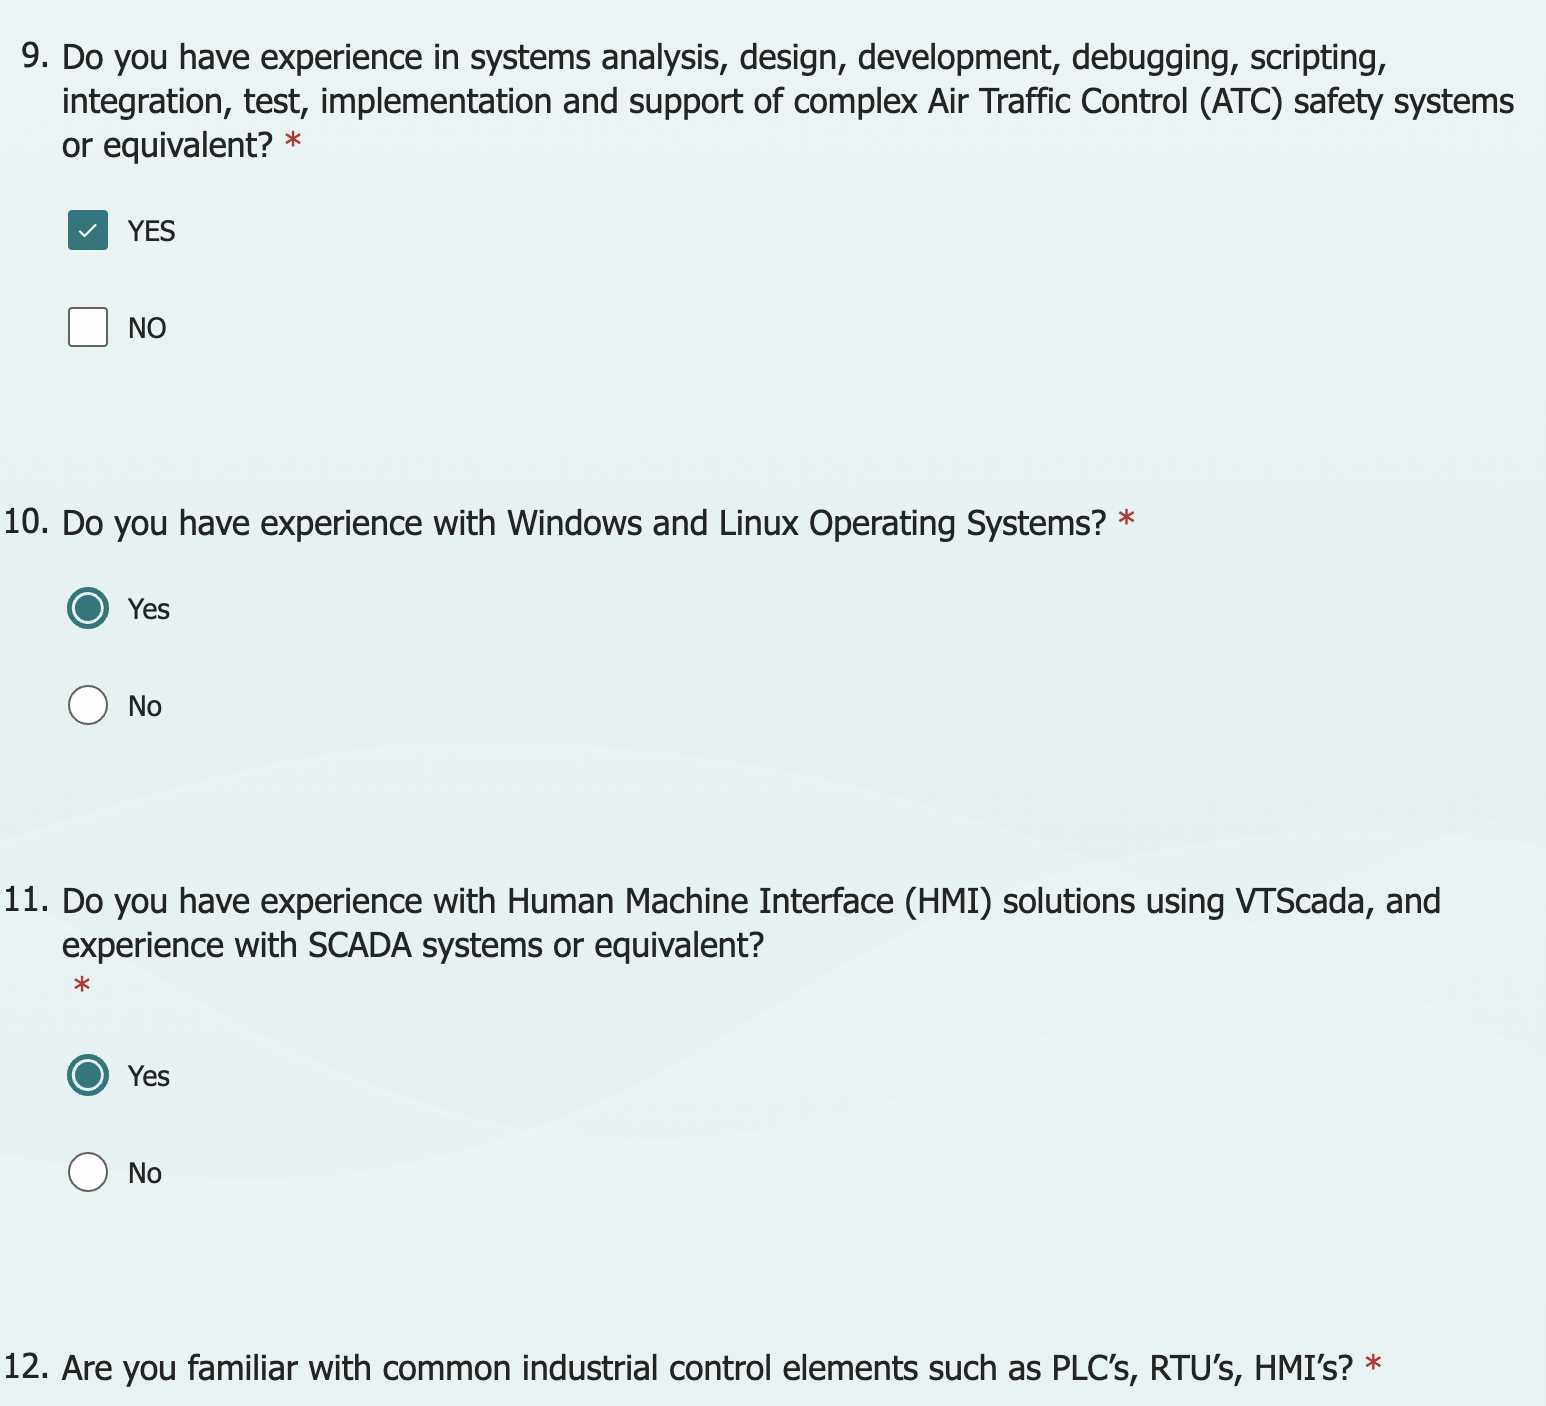 9. Do you have experience in systems analysis, design, development, debugging, scripting,
integration, test, implementation and support of complex Air Traffic Control (ATC) safety systems
or equivalent? *
YES
NO
10. Do you have experience with Windows and Linux Operating Systems? *
Yes
No
11. Do you have experience with Human Machine Interface (HMI) solutions using VTScada, and
experience with SCADA systems or equivalent?
*
Yes
No
12. Are you familiar with common industrial control elements such as PLC’s, RTU’s, HMI’s? *